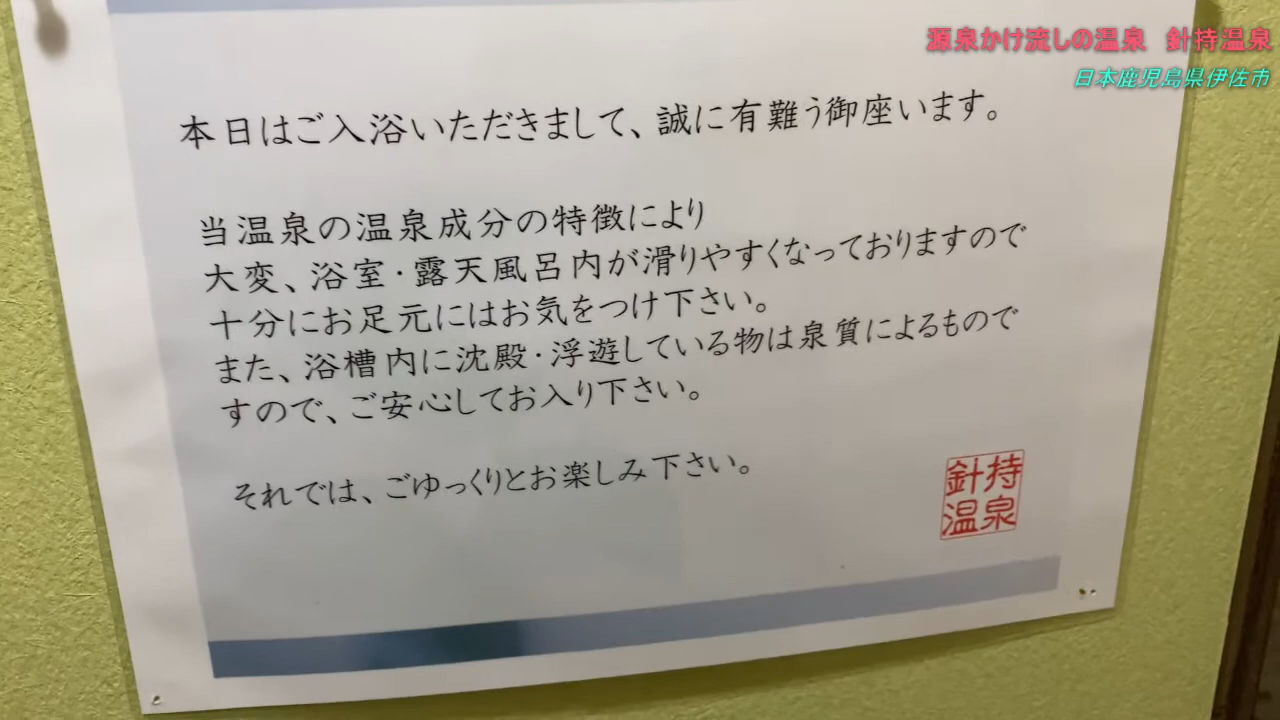 源泉かけ流しの温泉　針持温泉
日本鹿児島県伊佐市
本日はご入浴いただきまして、誠に有難う御座います。
当温泉の温泉成分の特徴により
大変、浴室・露天風呂内が滑りやすくなっておりますので
十分にお足元にはお気をつけ下さい。
また、浴槽内に沈殿・浮遊している物は泉質によるもので
すので、ご安心してお入り下さい。
それでは、ごゆっくりとお楽しみ下さい。
針持
温泉